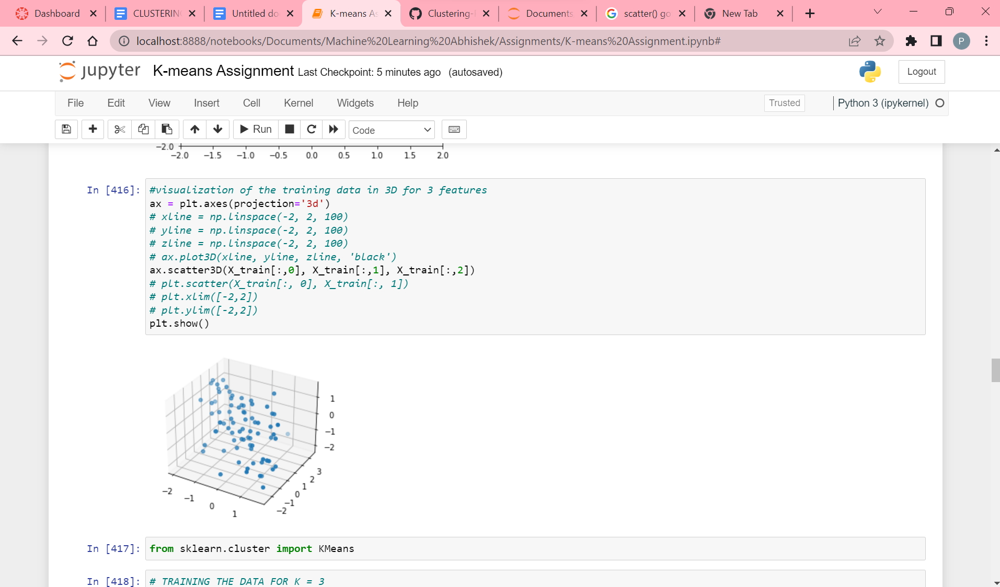 Dashboard
CLUSTERIN
Untitled do
K-means As
Clustering-
Documents
scatter() go
New Tab
localhost:8888/notebooks/Documents/Machine%20Learning%20Abhishek/Assignments/K-means%20Assignment.ipynb#
P
jupyter K-means Assignment Last Checkpoint: 5 minutes ago (autosaved)
Logout
File Edit View Insert Cell Kernel Widgets Help
Trusted
Python 3 (ipykernel)
Run
Code
−2.0
−2.0 −1.5 −1.0 −0.5 0.0 0.5 1.0 1.5 2.0
In [416]:
#visualization of the training data in 3D for 3 features
ax = plt.axes(projection='3d')
# xline = np.linspace(-2, 2, 100)
# yline = np.linspace(-2, 2, 100)
# zline = np.linspace(-2, 2, 100)
# ax.plot3D(xline, yline, zline, 'black')
ax.scatter3D(X_train[:,0], X_train[:,1], X_train[:,2])
# plt.scatter(X_train[:, 0], X_train[:, 1])
# plt.xlim([-2,2])
# plt.ylim([-2,2])
plt.show()
1
0
−1
−2
3
2
1
0
−1
−2
−2
−1
0
1
In [417]:
from sklearn.cluster import KMeans
In [418]:
# TRAINING THE DATA FOR K = 3